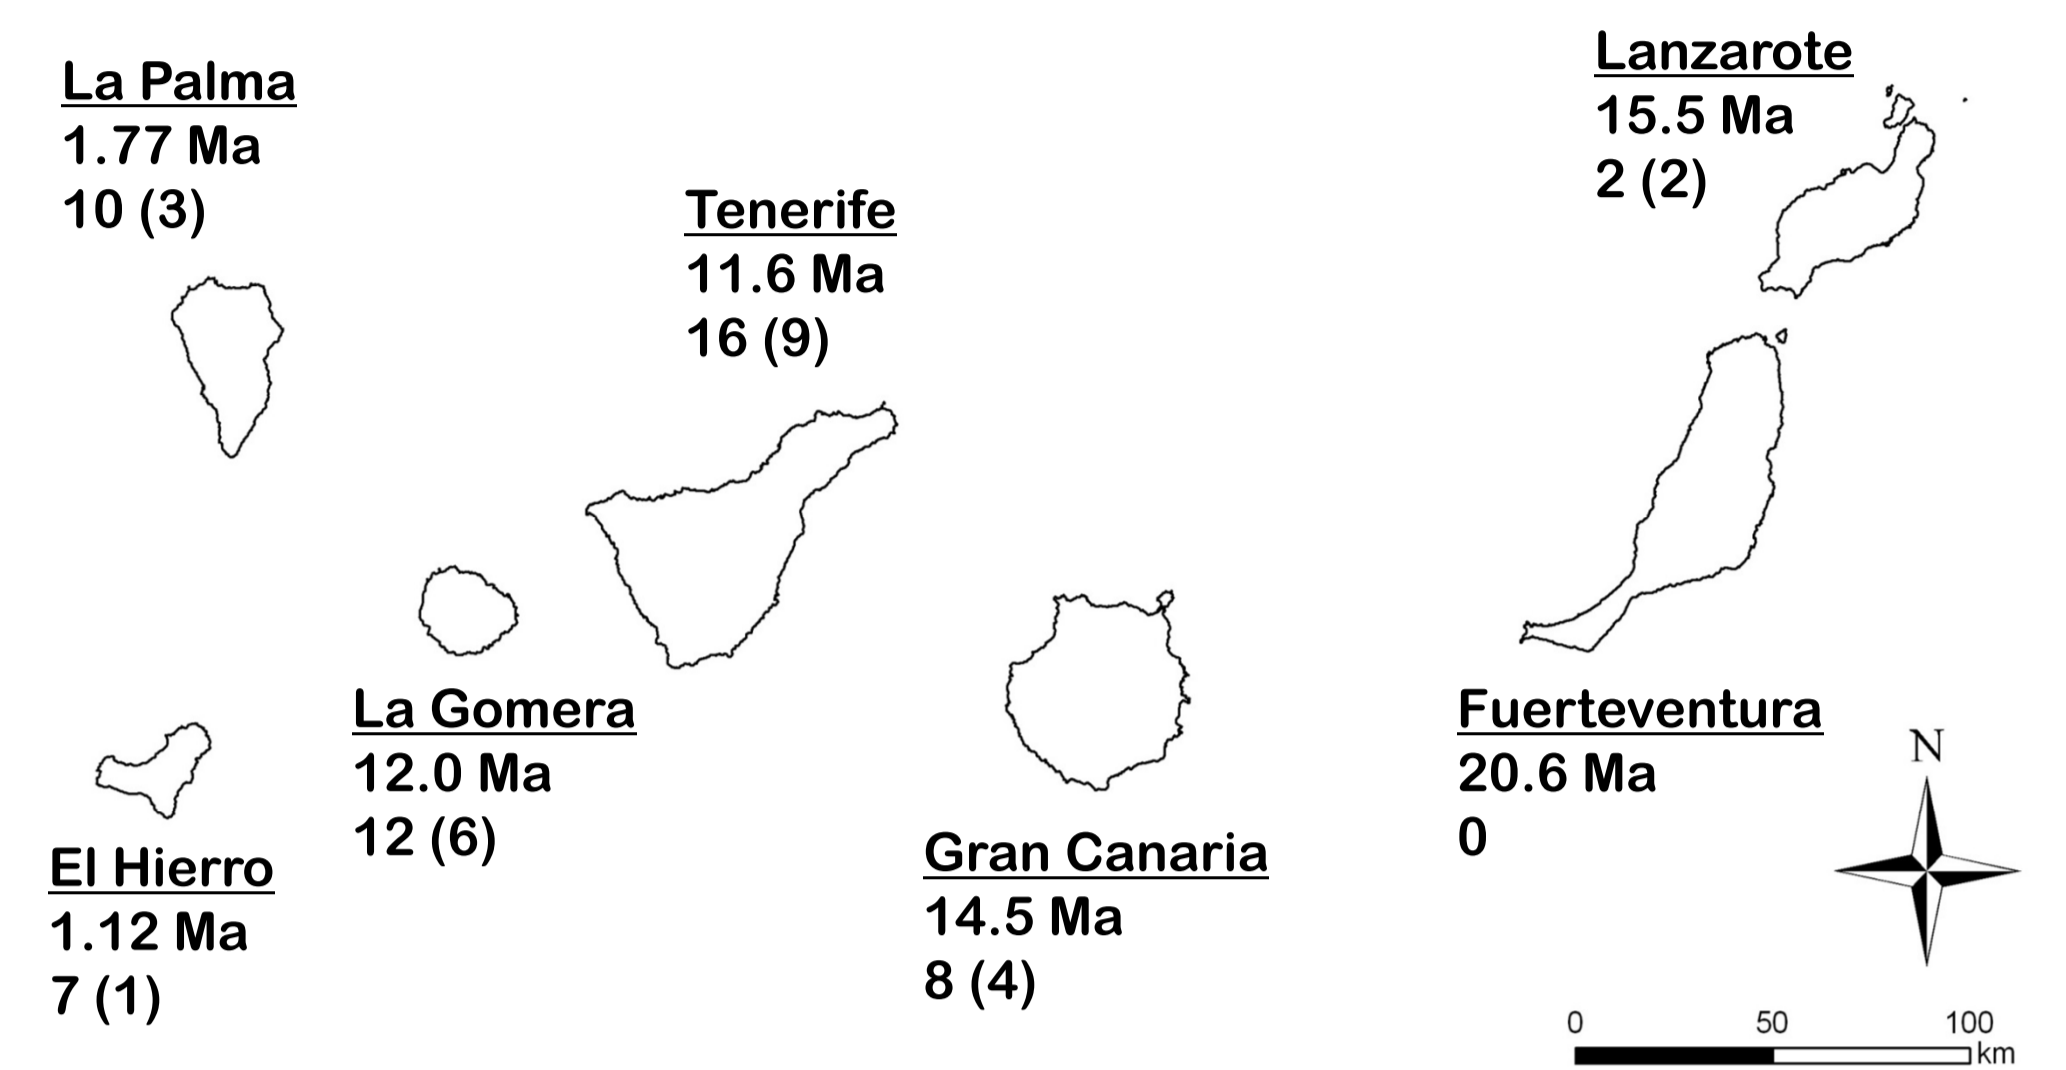 La Palma
1.77 Ma
10 (3)
Tenerife
11.6 Ma
16 (9)
Lanzarote
15.5 Ma
2 (2)
El Hierro
1.12 Ma
7 (1)
La Gomera
12.0 Ma
12 (6)
Gran Canaria
14.5 Ma
8 (4)
Fuerteventura
20.6 Ma
0
N
0 50 100
km